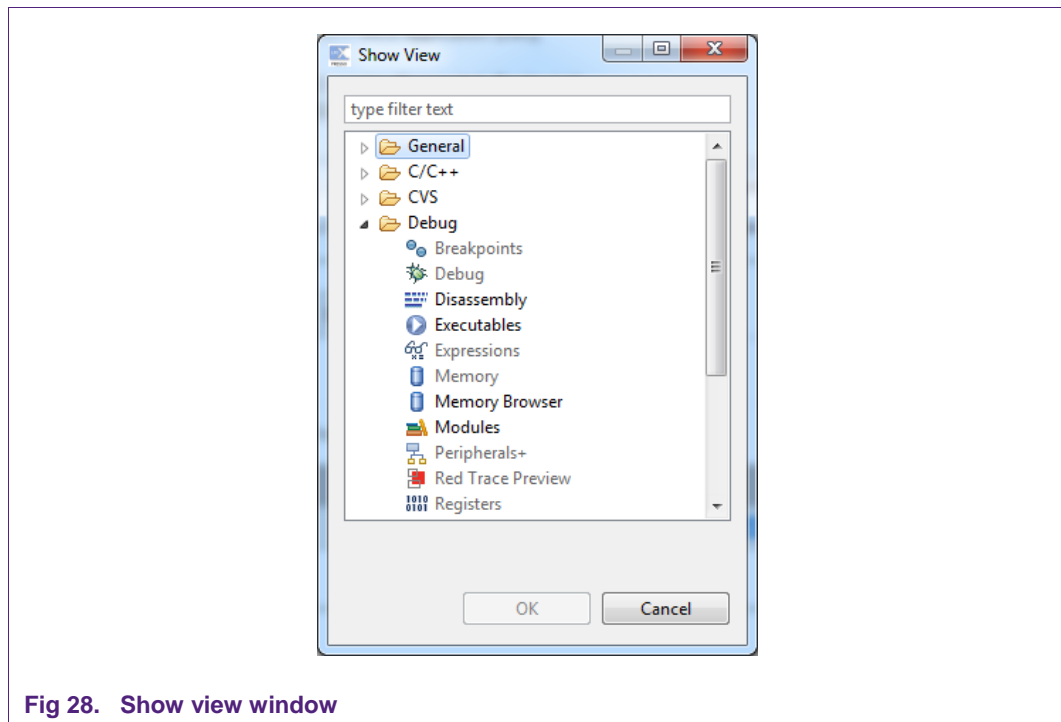 Show View
type filter text
General
C/C++
CVS
Debug
Breakpoints
Debug
Disassembly
Executables
Expressions
Memory
Memory Browser
Modules
Peripherals+
Red Trace Preview
Registers
OK
Cancel
Fig 28. Show view window